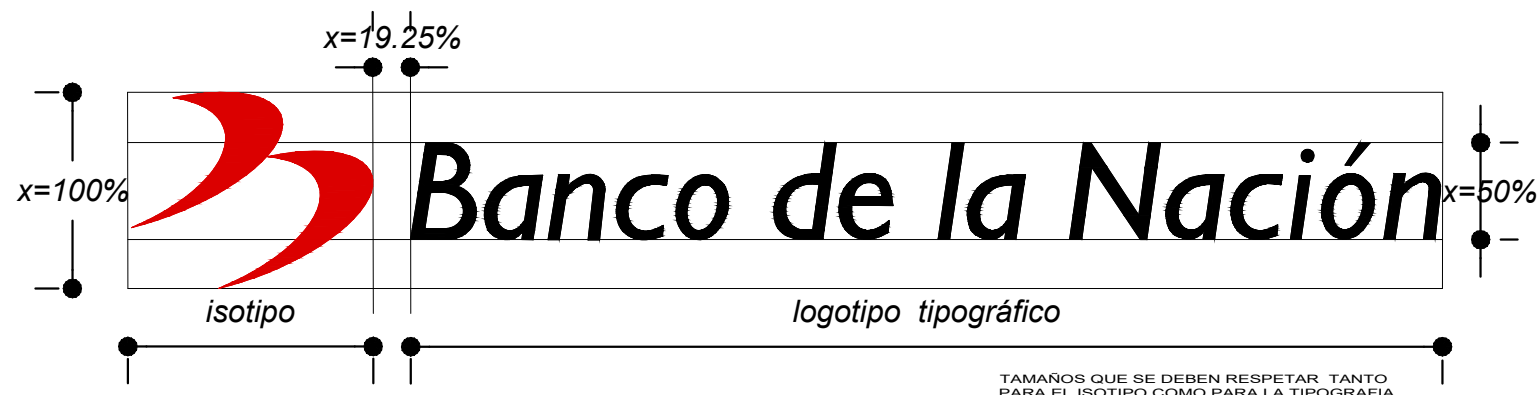 x=19.25%
x=100%
Banco de la Nación
x=50%
isotipo
logotipo tipográfico
TAMAÑOS QUE SE DEBEN RESPETAR TANTO
PARA EL ISOTIPO COMO PARA LA TIPOGRAFIA